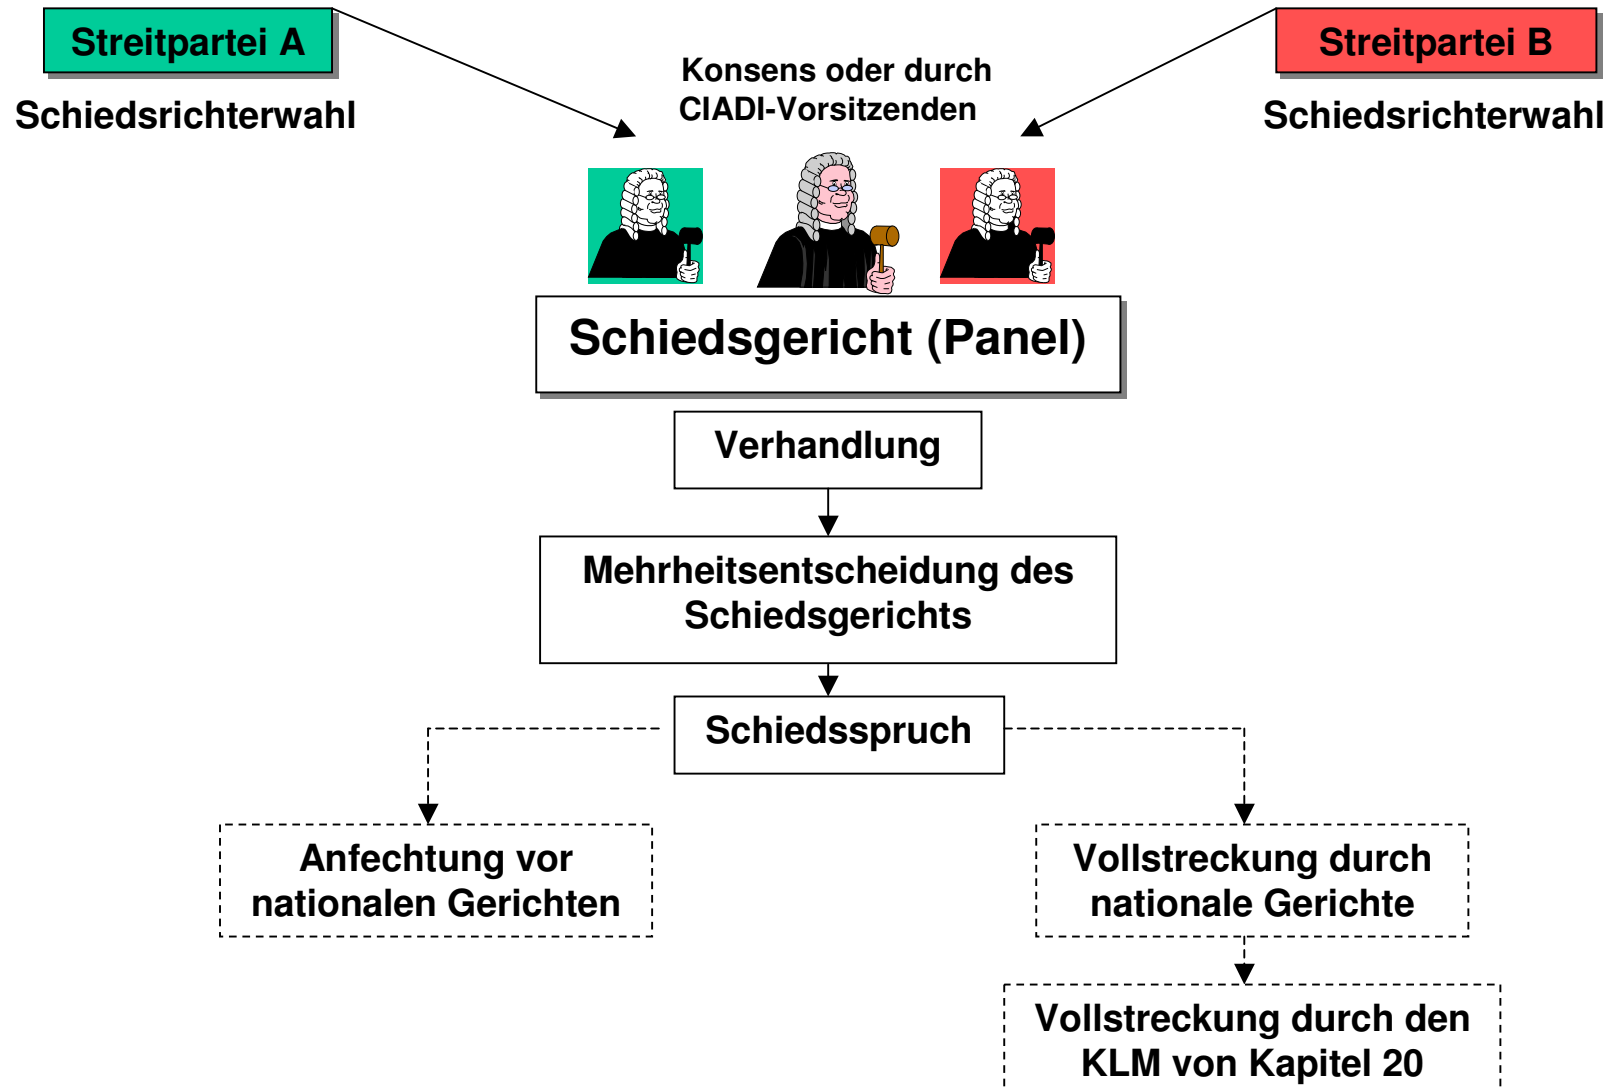 Streitpartei A
Streitpartei B
Schiedsrichterwahl
Konsens oder durch
CIADI-Vorsitzenden
Schiedsrichterwahl
Schiedsgericht (Panel)
Verhandlung
Mehrheitsentscheidung des
Schiedsgerichts
Schiedsspruch
Anfechtung vor
nationalen Gerichten
Vollstreckung durch
nationale Gerichte
Vollstreckung durch den
KLM von Kapitel 20